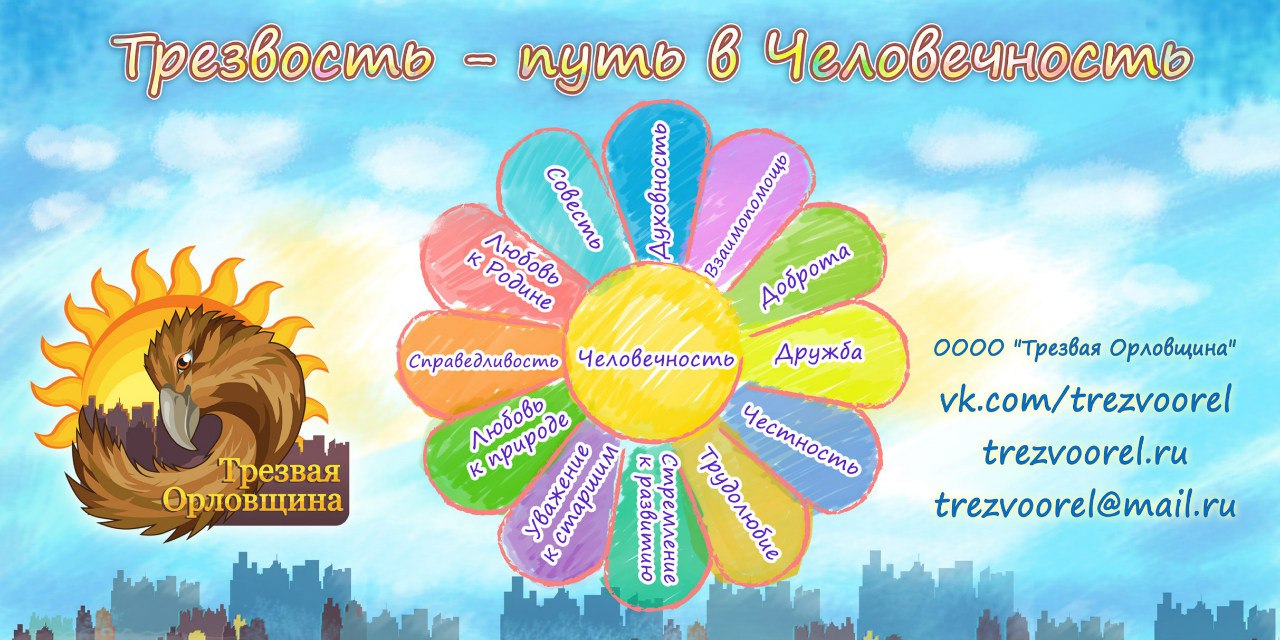 Трезвость - путь в Человечность
Духовность
Взаимопомощь
Доброта
Дружба
Честность
Трудолюбие
Стремление
к развитию
Уважение
к старшим
Любовь
к природе
Справедливость
Любовь
к Родине
Совесть
Человечность
Трезвая
Орловщина
ОООО "Трезвая Орловщина"
vk.com/trezvoorel
trezvoorel.ru
trezvoorel@mail.ru